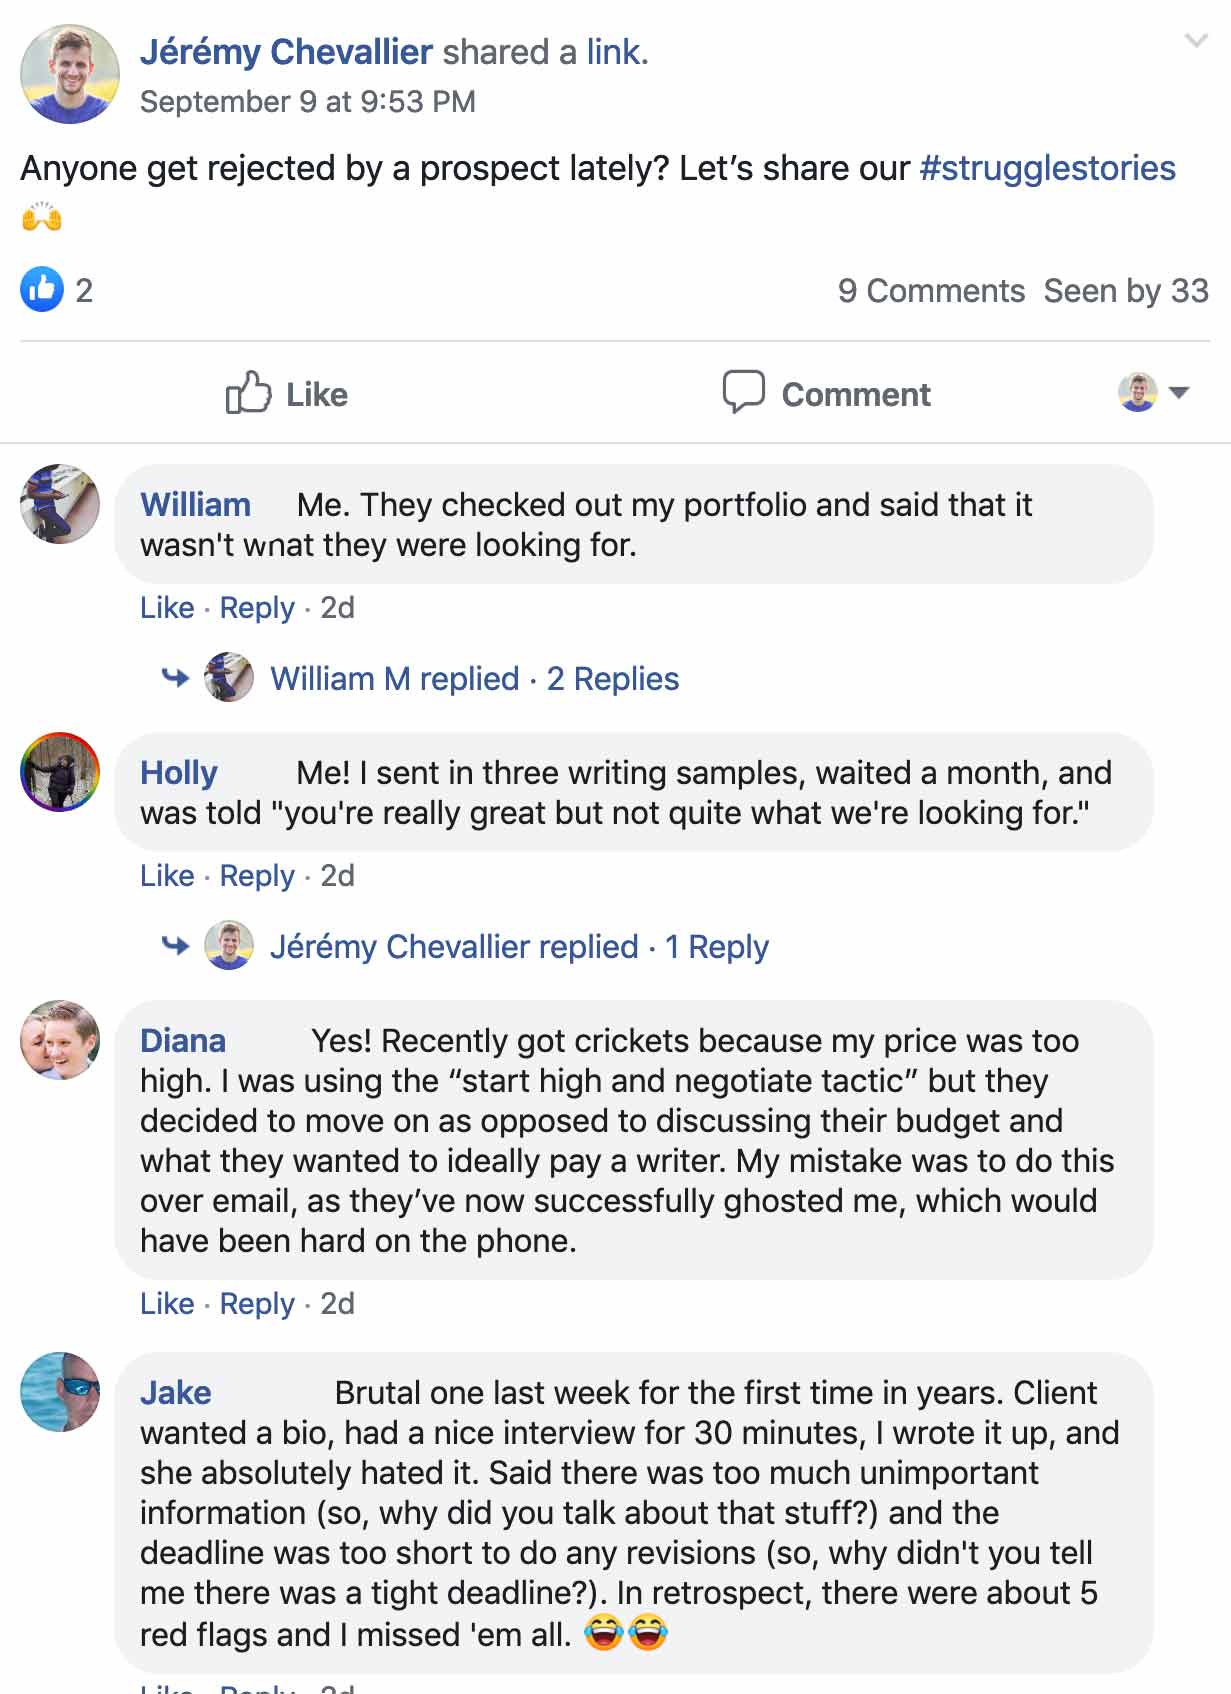 Jérémy Chevallier shared a link.
September 9 at 9:53 PM
Anyone get rejected by a prospect lately? Let’s share our #strugglestories
🙌
2
9 Comments Seen by 33
Like
Comment
William Me. They checked out my portfolio and said that it
wasn't what they were looking for.
Like · Reply · 2d
William M replied · 2 Replies
Holly Me! I sent in three writing samples, waited a month, and
was told "you're really great but not quite what we're looking for."
Like · Reply · 2d
Jérémy Chevallier replied · 1 Reply
Diana Yes! Recently got crickets because my price was too
high. I was using the “start high and negotiate tactic” but they
decided to move on as opposed to discussing their budget and
what they wanted to ideally pay a writer. My mistake was to do this
over email, as they’ve now successfully ghosted me, which would
have been hard on the phone.
Like · Reply · 2d
Jake Brutal one last week for the first time in years. Client
wanted a bio, had a nice interview for 30 minutes, I wrote it up, and
she absolutely hated it. Said there was too much unimportant
information (so, why did you talk about that stuff?) and the
deadline was too short to do any revisions (so, why didn't you tell
me there was a tight deadline?). In retrospect, there were about 5
red flags and I missed 'em all. 😂😂
Like · Reply · 2d